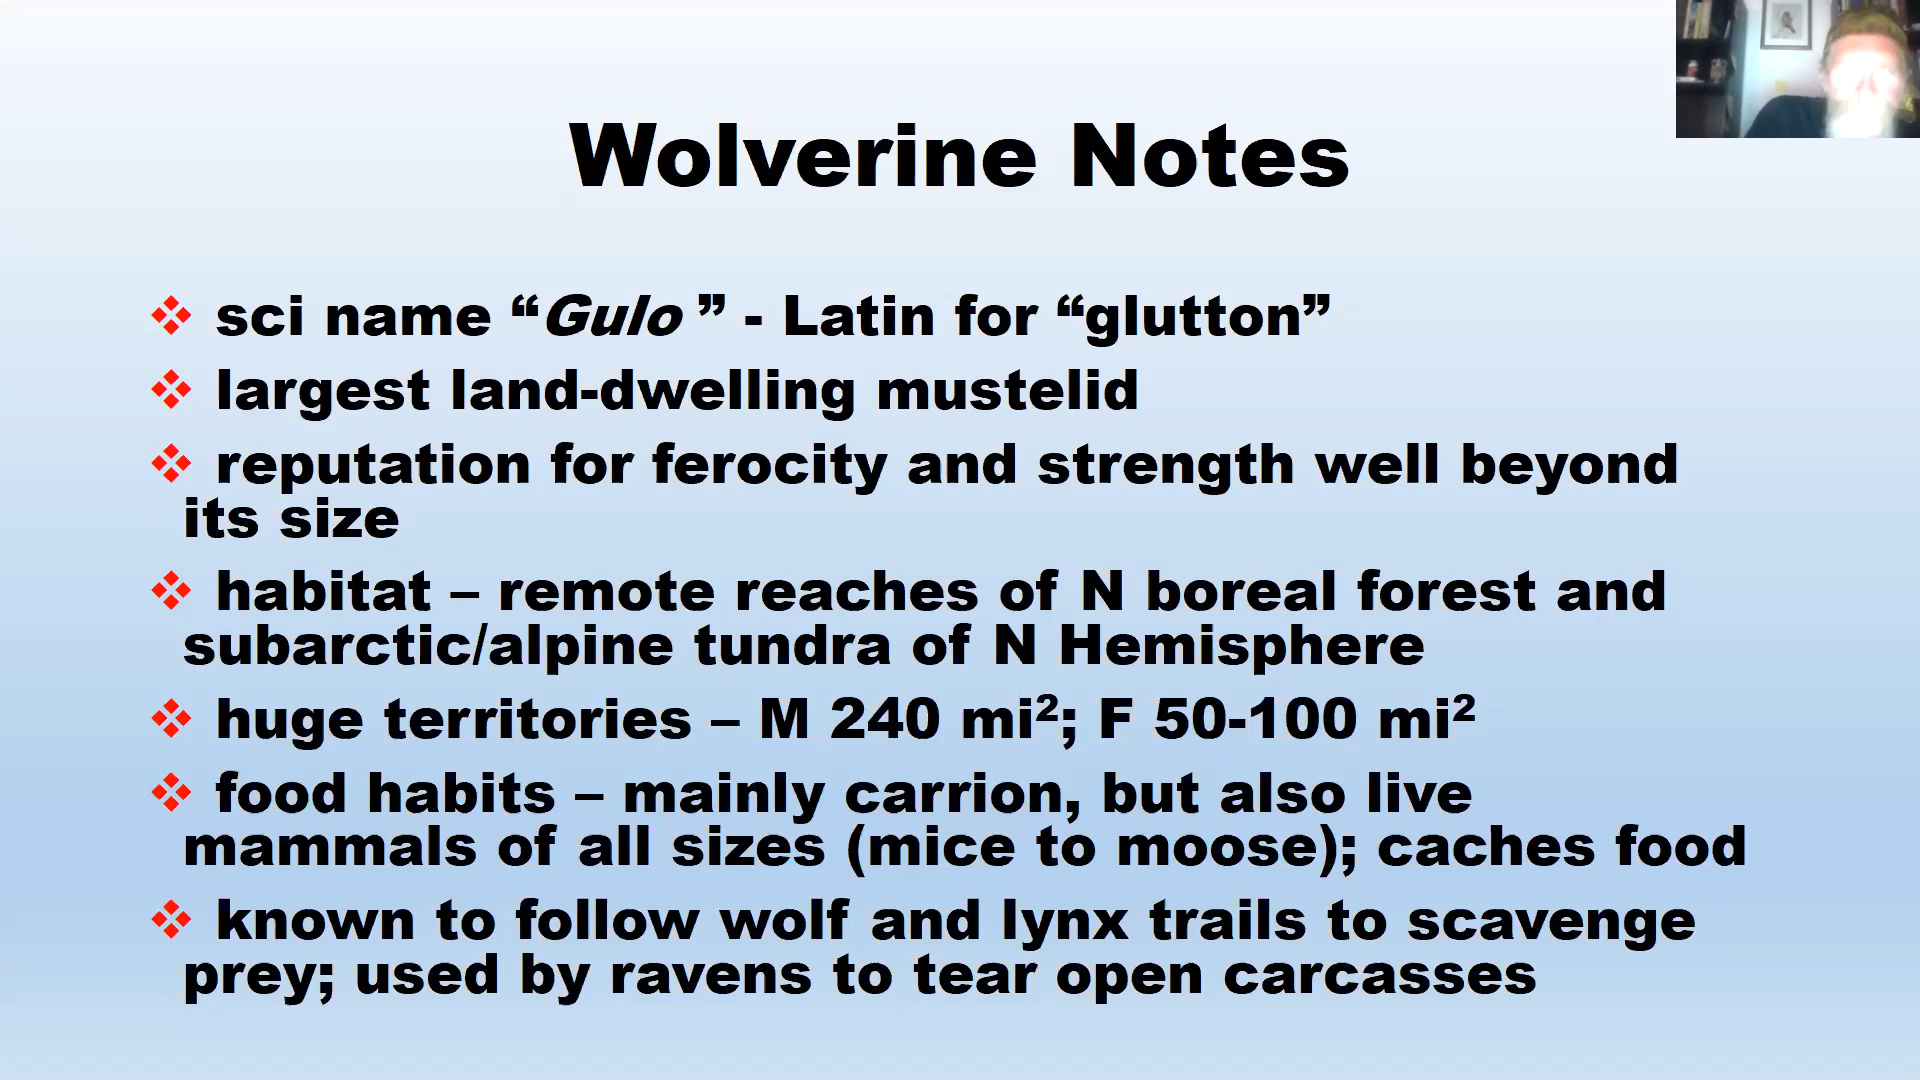 Wolverine Notes
❖ sci name “Gulo ” - Latin for “glutton”
❖ largest land-dwelling mustelid
❖ reputation for ferocity and strength well beyond
its size
❖ habitat – remote reaches of N boreal forest and
subarctic/alpine tundra of N Hemisphere
❖ huge territories – M 240 mi²; F 50-100 mi²
❖ food habits – mainly carrion, but also live
mammals of all sizes (mice to moose); caches food
❖ known to follow wolf and lynx trails to scavenge
prey; used by ravens to tear open carcasses